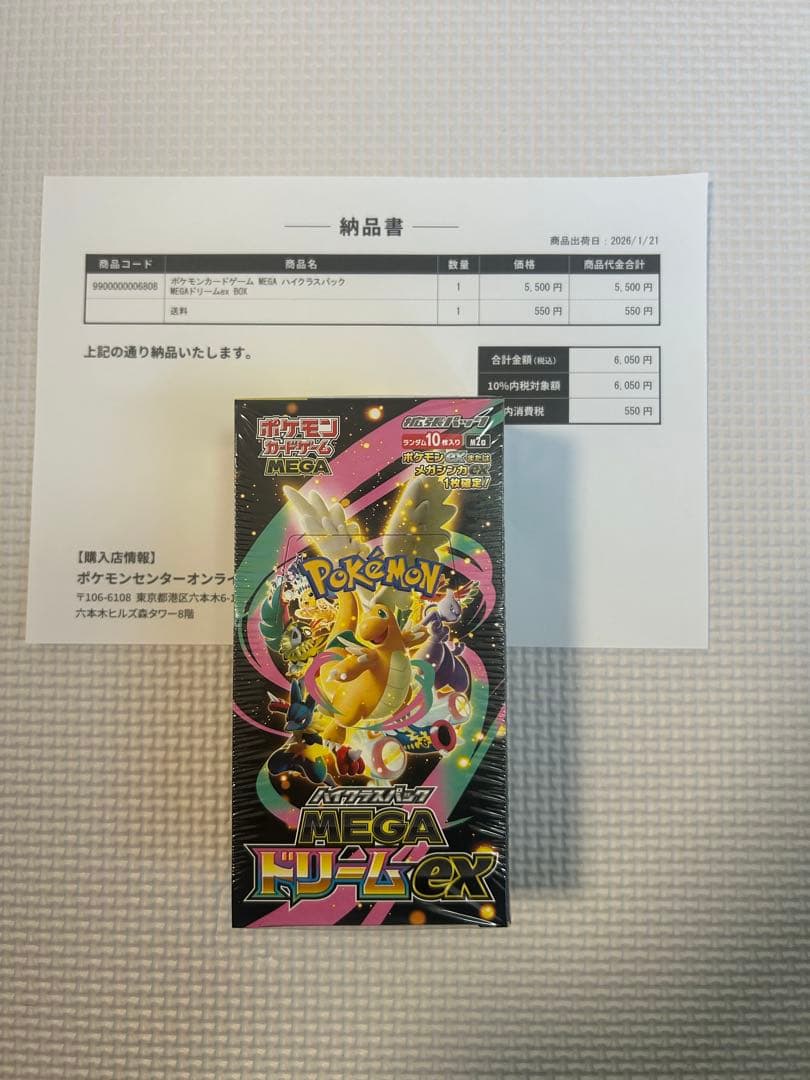 納品書
商品出荷日：2026/1/21
商品コード 商品名 数量 価格 商品代金合計
9900000006808 ポケモンカードゲーム MEGA ハイクラスパック 1 5,500 円 5,500 円
MEGAドリームex BOX
送料 1 550 円 550 円
上記の通り納品いたします。
合計金額(税込) 6,050 円
10%内税対象額 6,050 円
内消費税 550 円
【購入店情報】
ポケモンセンターオンライ
〒106-6108 東京都港区六本木6-1
六本木ヒルズ森タワー8階
ポケモン
カードゲーム
MEGA
拡張パック
ランダム10枚入り M2a
ポケモンexまたは
メガシンカex
1枚確定!
POKéMON
ハイクラスパック
MEGA
ドリームex